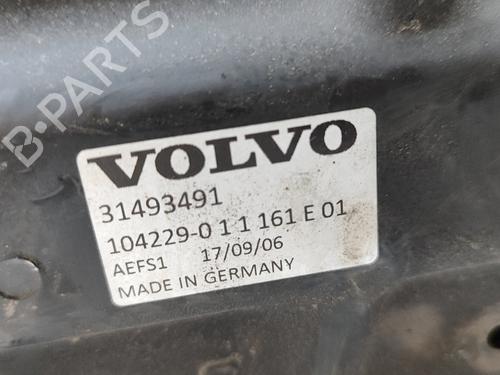 B-PARTS
VOLVO
31493491
104229-0 1 1 161 E 01
AEFS1 17/09/06
MADE IN GERMANY